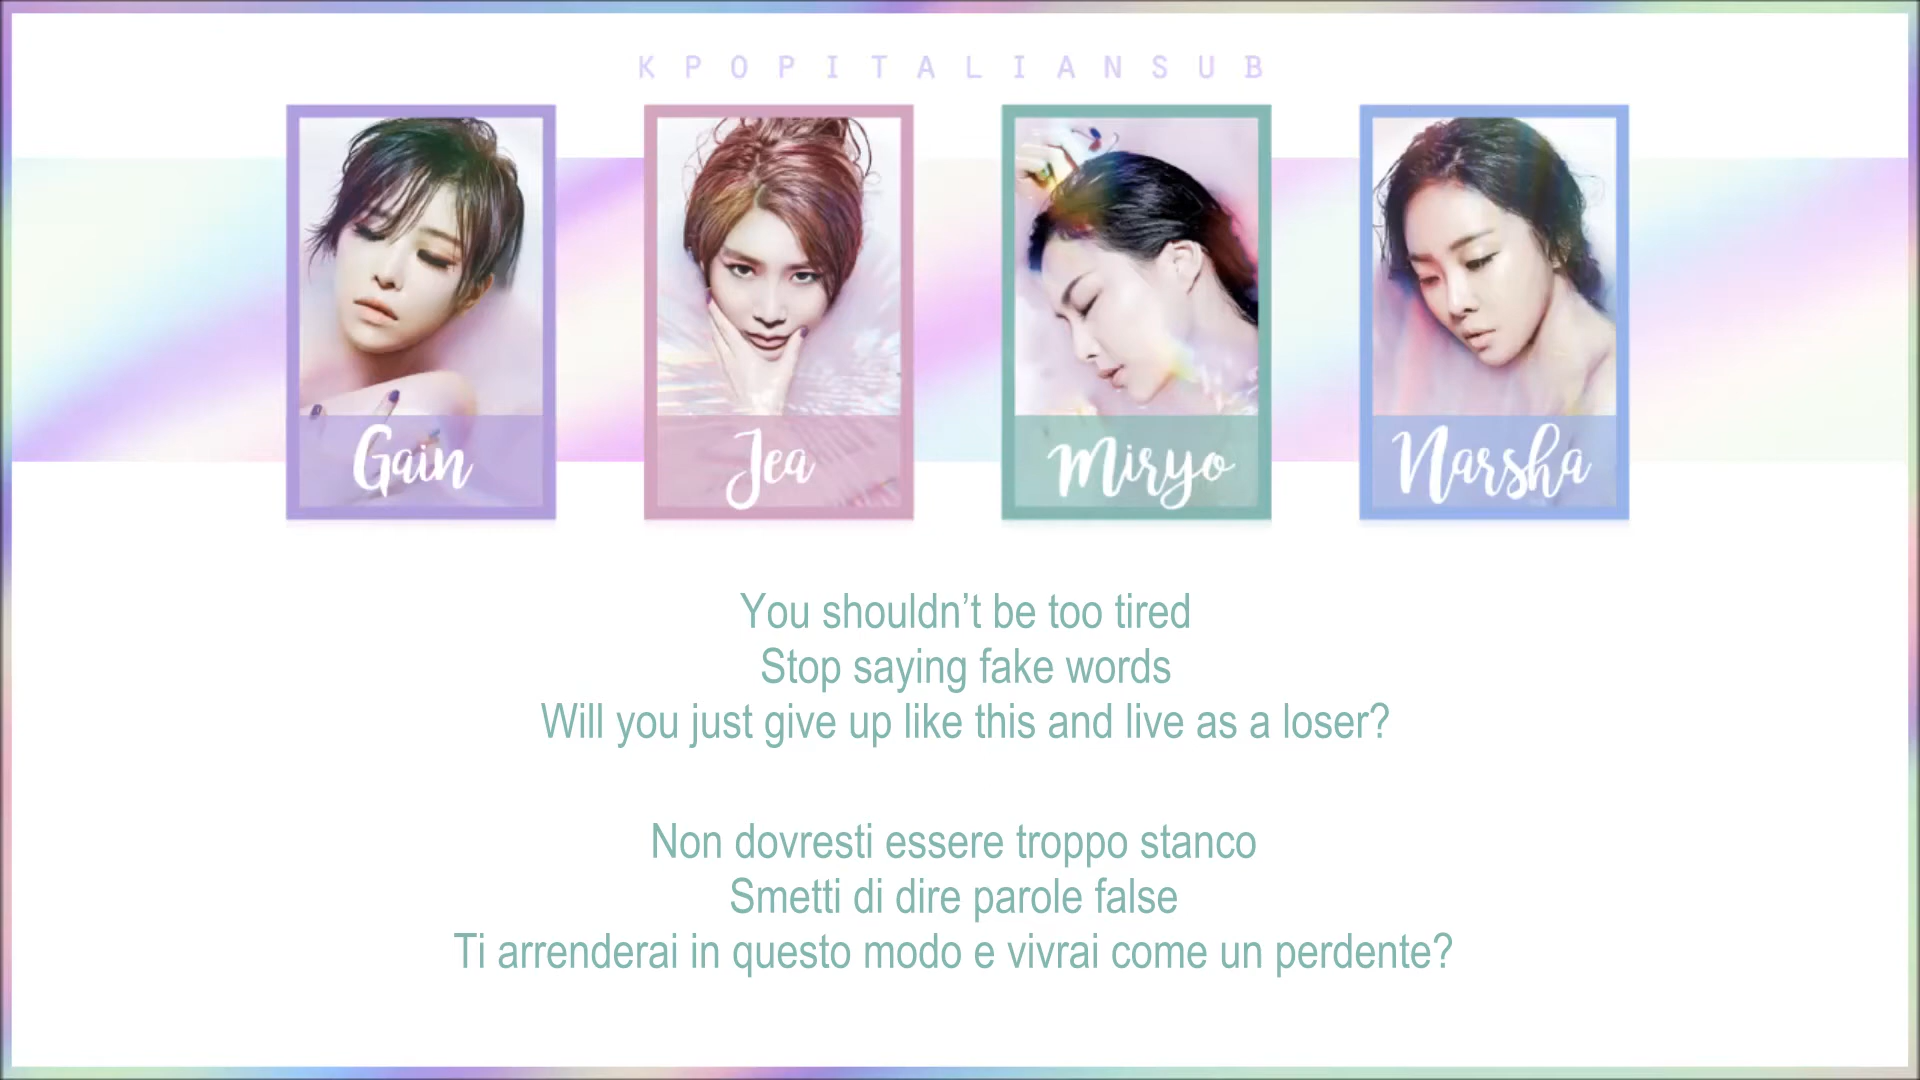 KPOPITALIANSUB
Gain
Jea
Miryo
Narsha
You shouldn’t be too tired
Stop saying fake words
Will you just give up like this and live as a loser?
Non dovresti essere troppo stanco
Smetti di dire parole false
Ti arrenderai in questo modo e vivrai come un perdente?